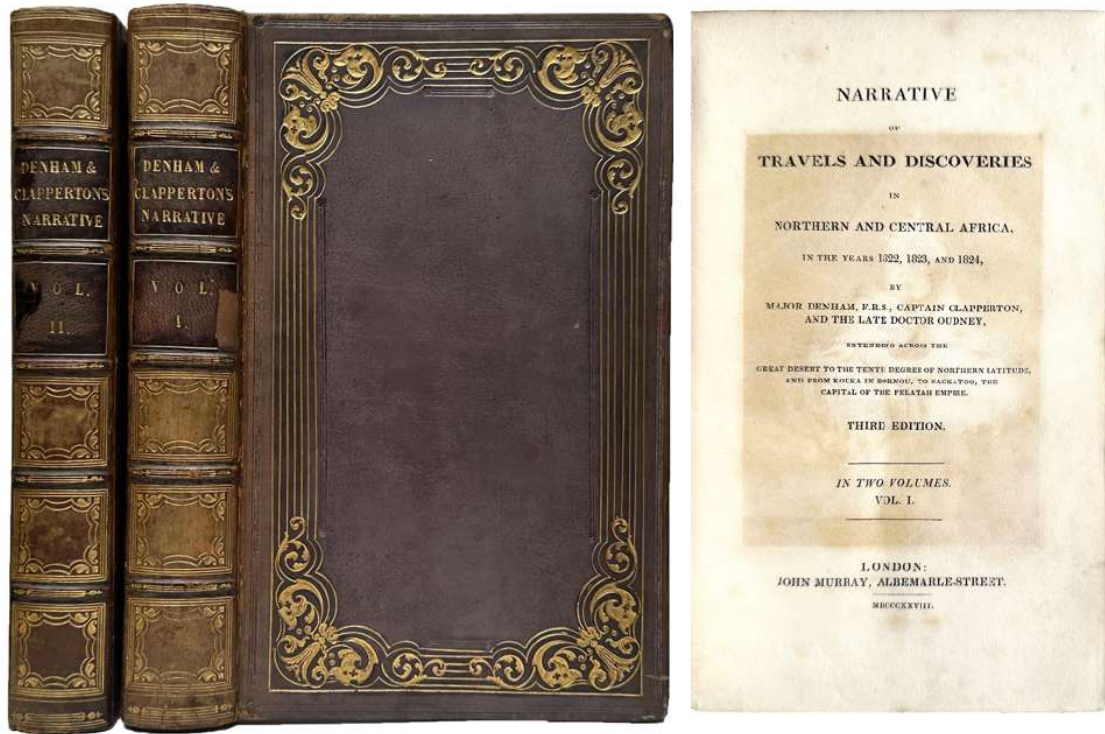 DENHAM &
CLAPPERTON'S
NARRATIVE
VOL.
II.
DENHAM &
CLAPPERTON'S
NARRATIVE
VOL.
I.
NARRATIVE
OF
TRAVELS AND DISCOVERIES
IN
NORTHERN AND CENTRAL AFRICA,
IN THE YEARS 1822, 1823, AND 1824,
BY
MAJOR DENHAM, F.R.S., CAPTAIN CLAPPERTON,
AND THE LATE DOCTOR OUDNEY,
EXTENDING ACROSS THE
GREAT DESERT TO THE TENTH DEGREE OF NORTHERN LATITUDE,
AND FROM KOUKA IN BORNOU, TO SACKATOO, THE
CAPITAL OF THE FELATAH EMPIRE.
THIRD EDITION.
IN TWO VOLUMES.
VOL. I.
LONDON:
JOHN MURRAY, ALBEMARLE-STREET.
MDCCCXXVIII.